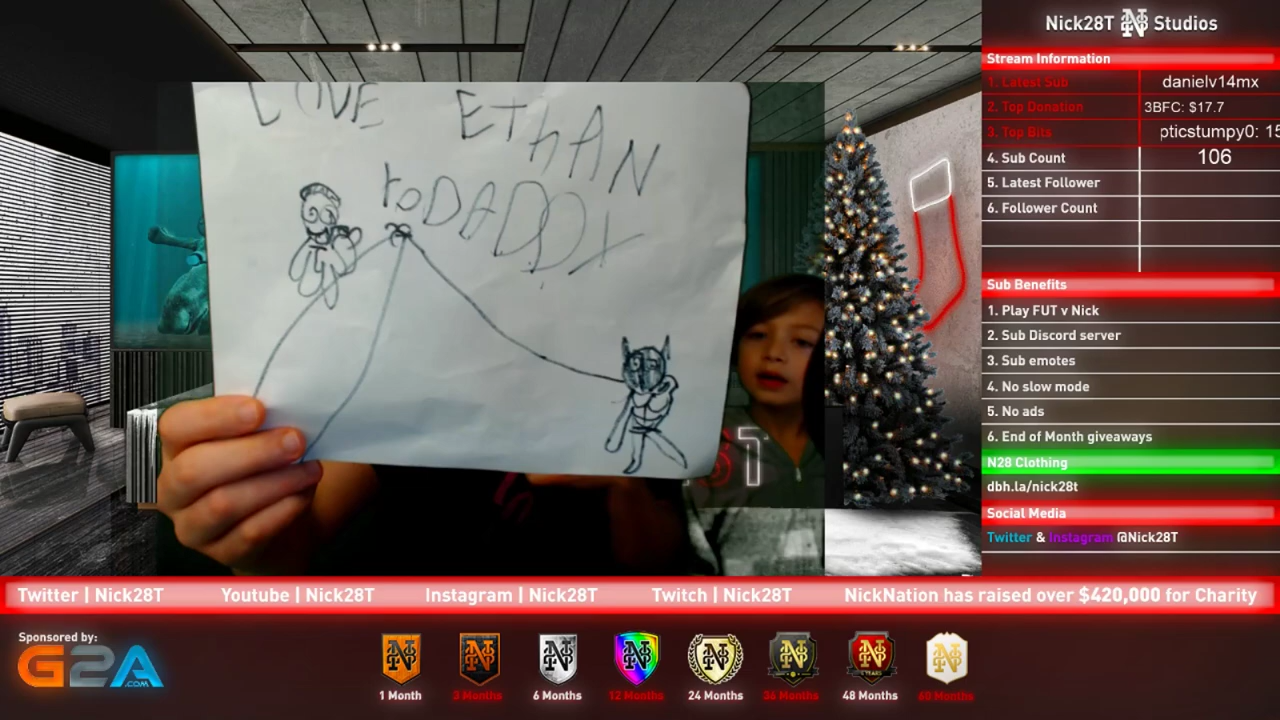 LOVE ETHAN
to DADDY
Nick28T Studios
Stream Information
1. Latest Sub danielv14mx
2. Top Donation 3BFC: $17.7
3. Top Bits pticstumpy0: 15
4. Sub Count 106
5. Latest Follower
6. Follower Count
Sub Benefits
1. Play FUT v Nick
2. Sub Discord server
3. Sub emotes
4. No slow mode
5. No ads
6. End of Month giveaways
N28 Clothing
dbh.la/nick28t
Social Media
Twitter & Instagram @Nick28T
Twitter | Nick28T Youtube | Nick28T Instagram | Nick28T Twitch | Nick28T NickNation has raised over $420,000 for Charity
Sponsored by:
G2A
.COM
1 Month 3 Months 6 Months 12 Months 24 Months 36 Months 48 Months 60 Months